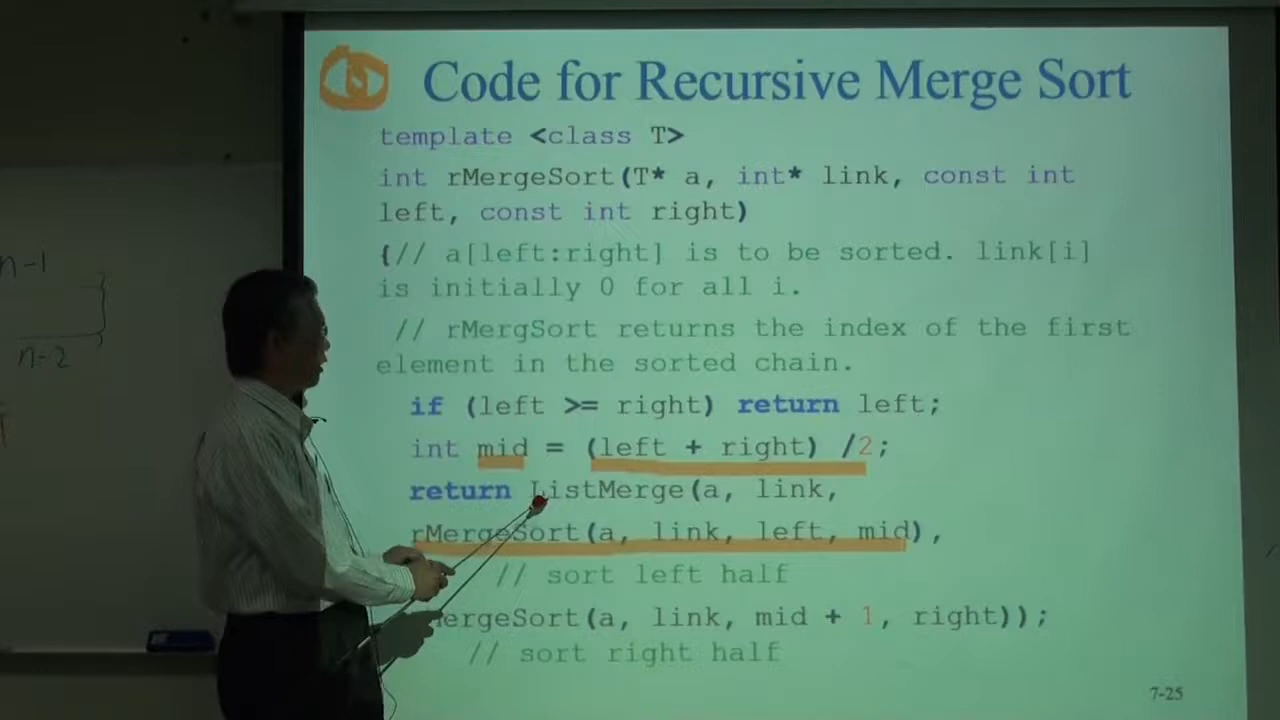 Code for Recursive Merge Sort
template <class T>
int rMergeSort(T* a, int* link, const int
left, const int right)
{// a[left:right] is to be sorted. link[i]
is initially 0 for all i.
// rMergSort returns the index of the first
element in the sorted chain.
if (left >= right) return left;
int mid = (left + right) /2;
return ListMerge(a, link,
rMergeSort(a, link, left, mid),
// sort left half
ergeSort(a, link, mid + 1, right));
// sort right half
7-25
n-1
n-2